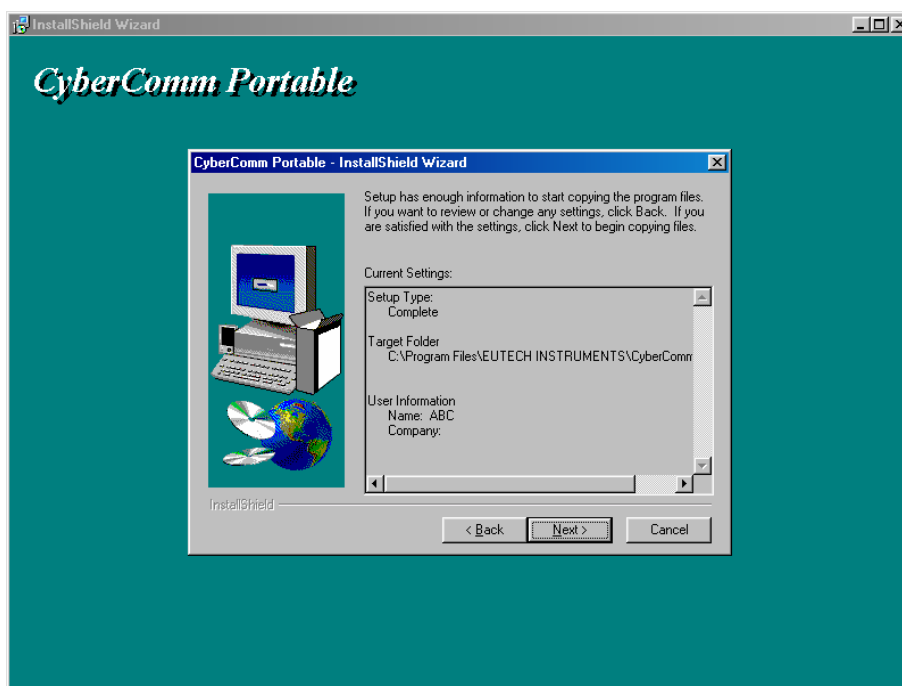 InstallShield Wizard
CyberComm Portable
CyberComm Portable - InstallShield Wizard
Setup has enough information to start copying the program files.
If you want to review or change any settings, click Back. If you
are satisfied with the settings, click Next to begin copying files.
Current Settings:
Setup Type:
Complete
Target Folder
C:\Program Files\EUTECH INSTRUMENTS\CyberComm
User Information
Name: ABC
Company:
InstallShield
< Back Next > Cancel